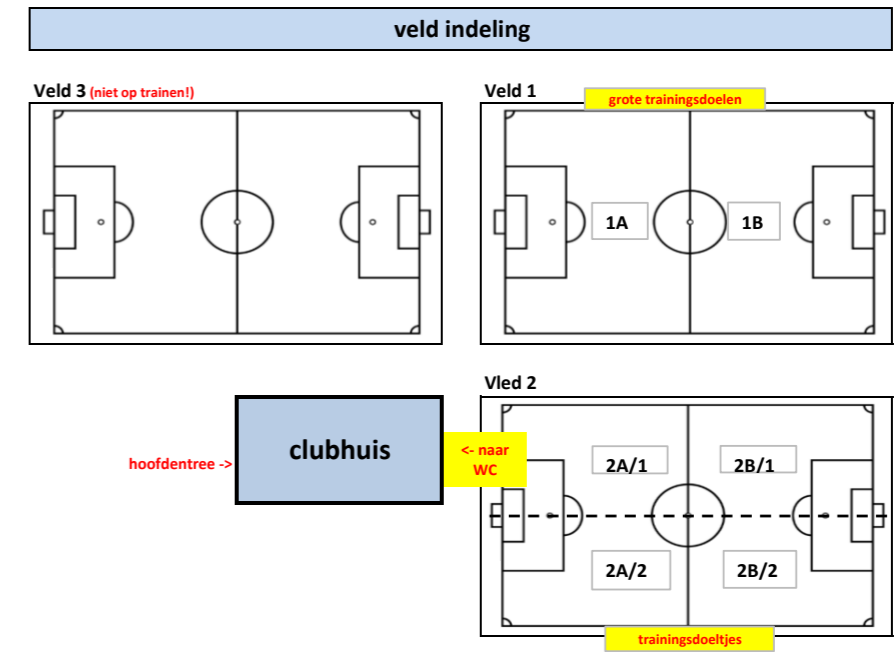 veld indeling
Veld 3 (niet op trainen!)
Veld 1
grote trainingsdoelen
1A
1B
Vled 2
clubhuis
hoofdentree ->
<- naar
WC
2A/1
2B/1
2A/2
2B/2
trainingsdoeltjes